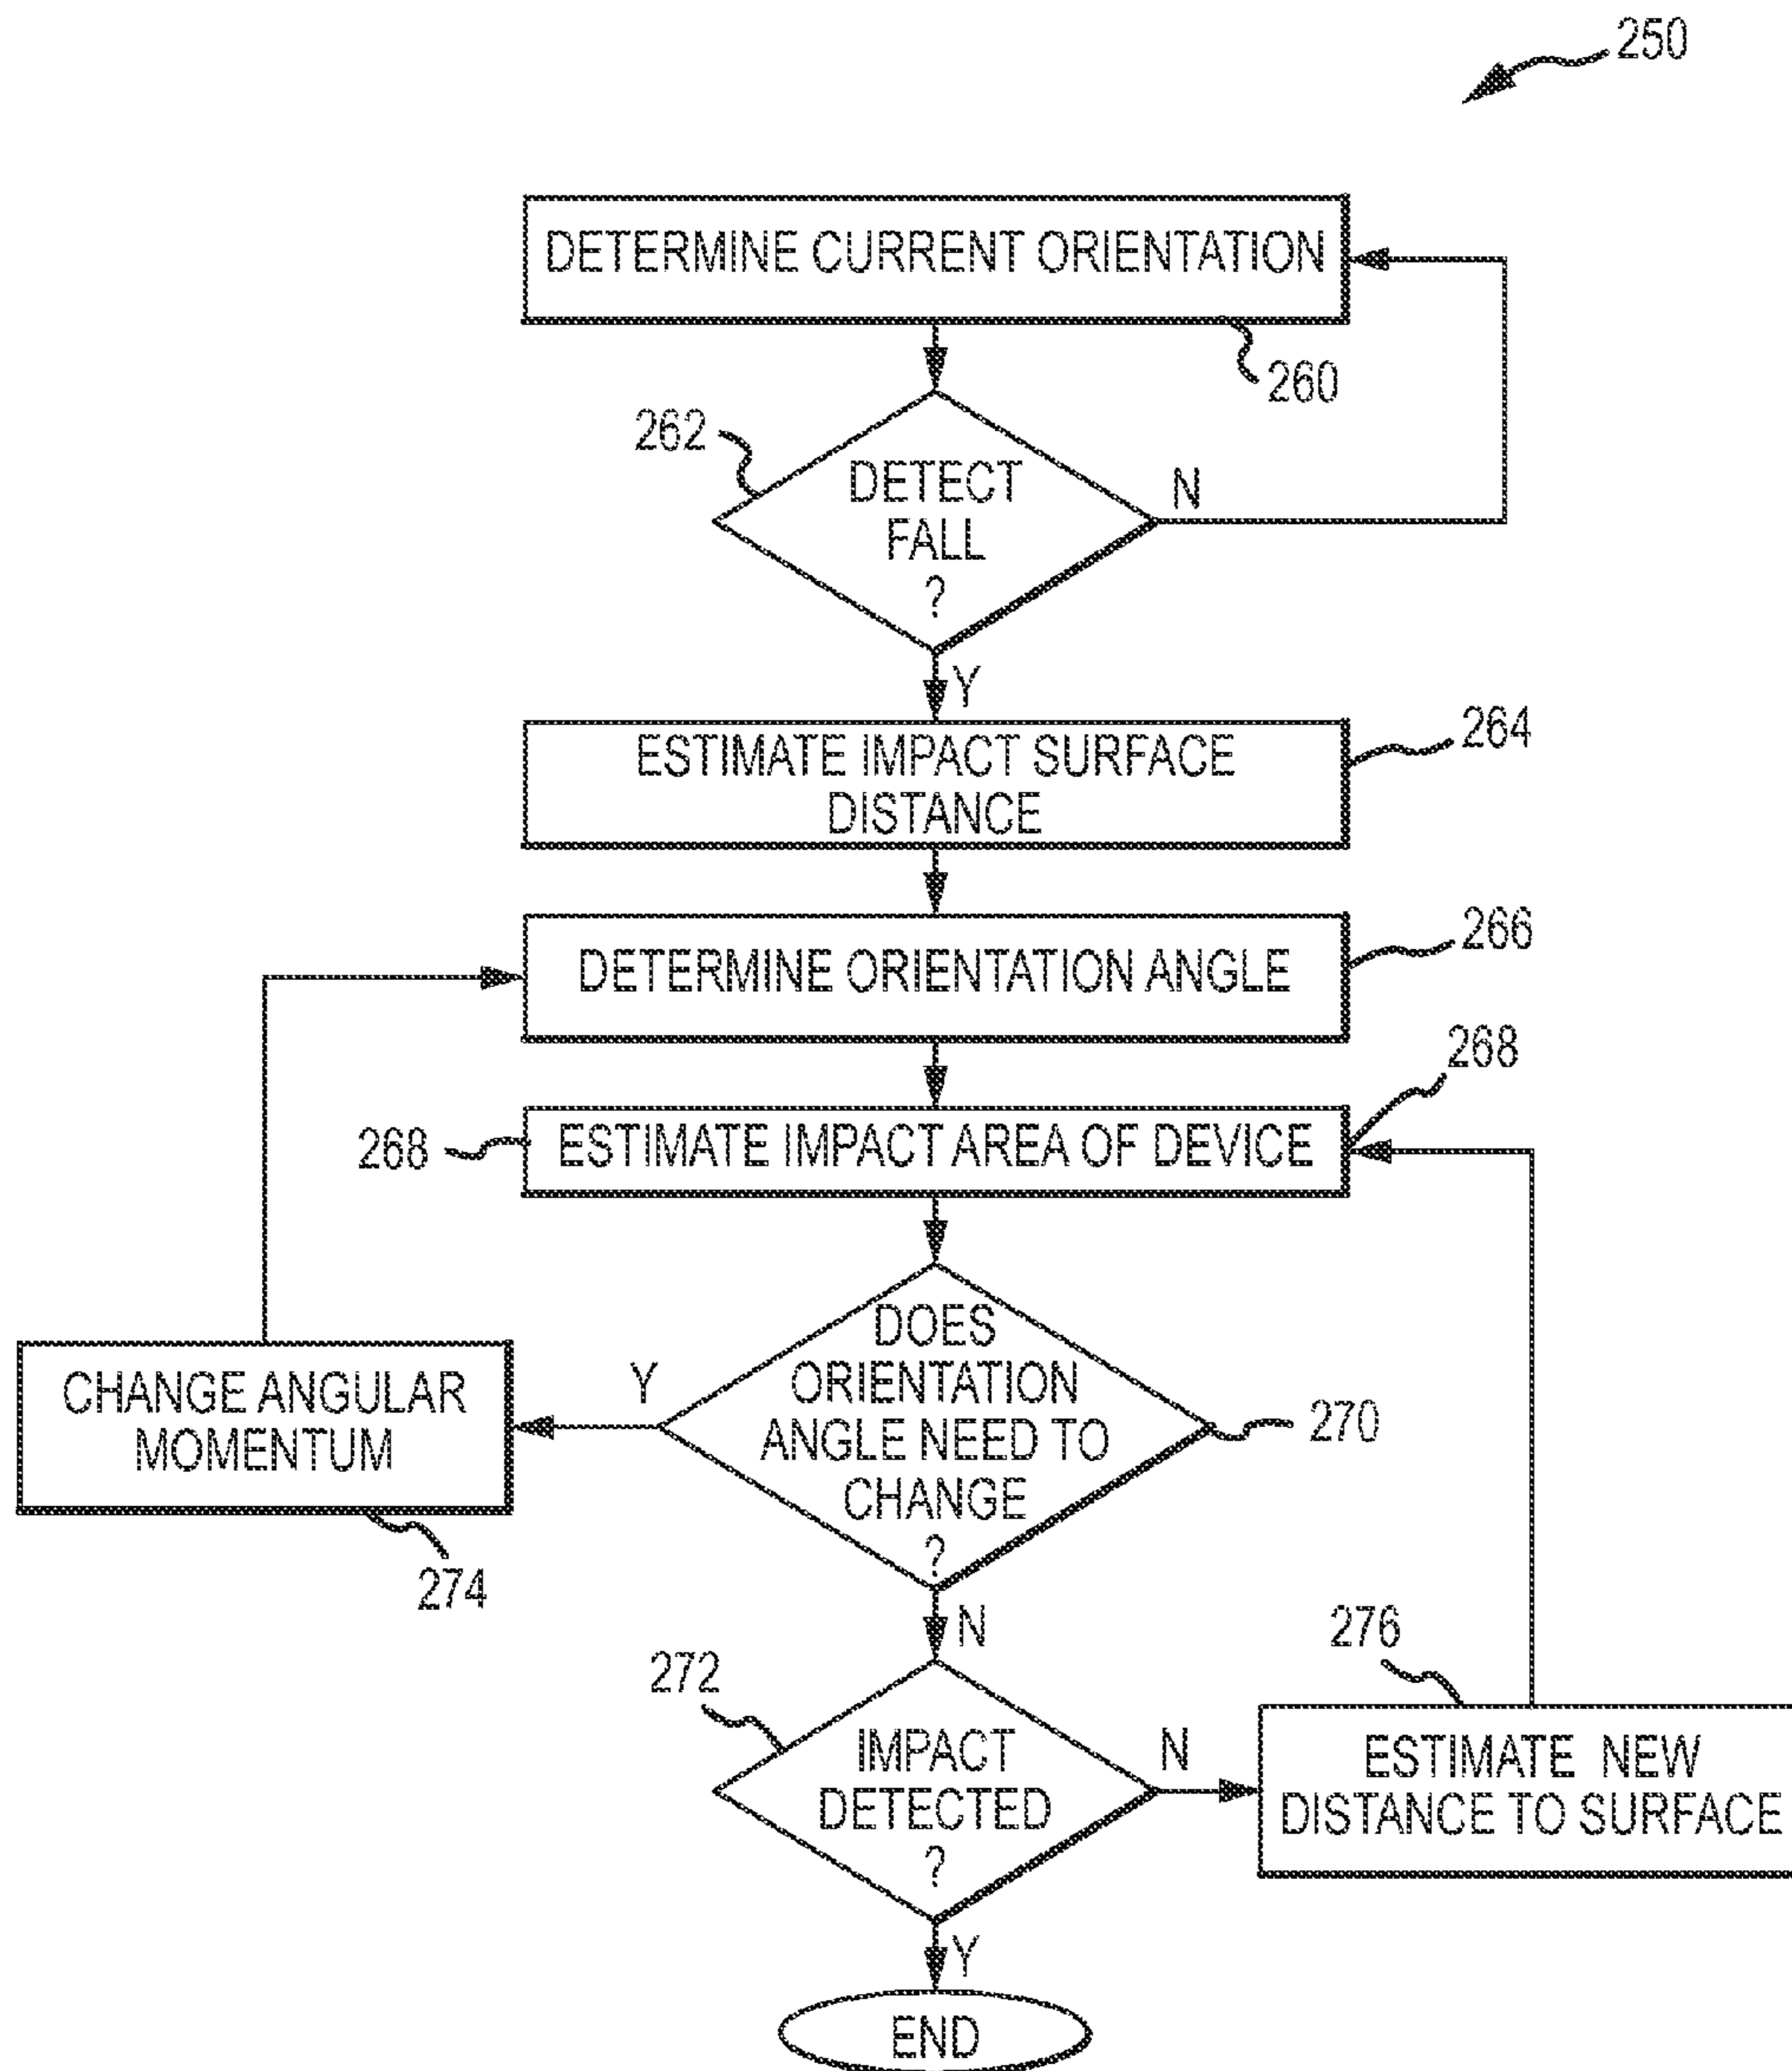 250
DETERMINE CURRENT ORIENTATION
260
262
DETECT
FALL
?
N
Y
ESTIMATE IMPACT SURFACE
DISTANCE
264
DETERMINE ORIENTATION ANGLE
266
268
268
ESTIMATE IMPACT AREA OF DEVICE
DOES
ORIENTATION
ANGLE NEED TO
CHANGE
?
270
Y
CHANGE ANGULAR
MOMENTUM
274
N
272
IMPACT
DETECTED
?
N
276
ESTIMATE NEW
DISTANCE TO SURFACE
Y
END